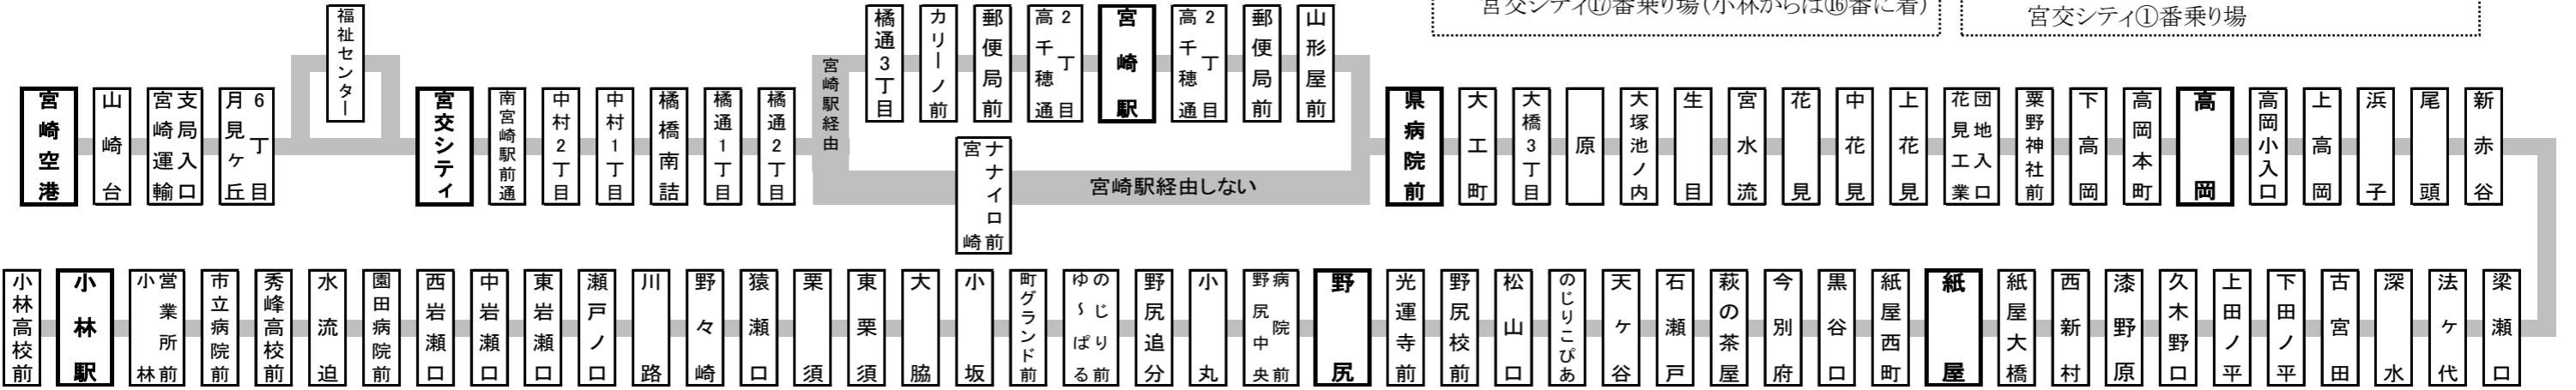 宮交シティ⑰番乗り場(小林からは⑯番に着)
宮交シティ①番乗り場
宮崎空港
山崎台
宮崎運輸支局入口
月見ヶ丘6丁目
福祉センター
宮交シティ
南宮崎駅前通
中村2丁目
中村1丁目
橘橋南詰
橘通1丁目
橘通2丁目
宮崎駅経由
橘通3丁目
カリーノ前
郵便局前
高千穂通2丁目
宮崎駅
高千穂通2丁目
郵便局前
山形屋前
宮崎ナナイロ前
宮崎駅経由しない
県病院前
大工町
大橋3丁目
原
大塚池ノ内
生目
宮水流
花見
中花見
上花見
花見工業団地入口
粟野神社前
下高岡
高岡本町
高岡
高岡小入口
上高岡
浜子
尾頭
新赤谷
小林高校前
小林駅
小林営業所前
市立病院前
秀峰高校前
水流迫
園田病院前
西岩瀬口
中岩瀬口
東岩瀬口
瀬戸ノ口
川路
野々崎
猿瀬口
栗須
東栗須
大脇
小坂
町グランド前
のじりゆ～ぱる前
野尻追分
小丸
野尻中央病院前
野尻
光運寺前
野尻校前
松山口
のじりこぴあ
天ヶ谷
石瀬戸
萩の茶屋
今別府
黒谷口
紙屋西町
紙屋
紙屋大橋
西新村
漆野原
久木野口
上田ノ平
下田ノ平
古宮田
深水
法ヶ代
梁瀬口